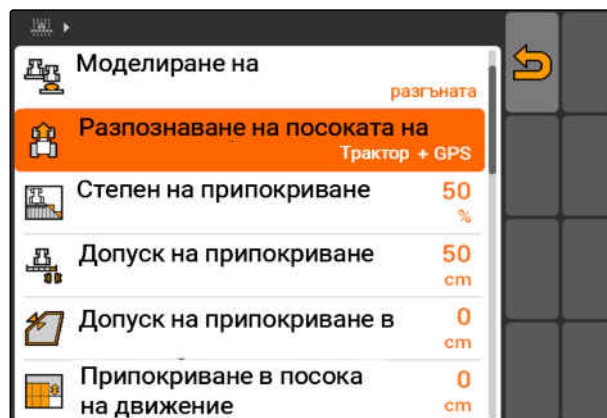 Моделиране на
разгъната
Разпознаване на посоката на
Трактор + GPS
Степен на припокриване
50
%
Допуск на припокриване
50
cm
Допуск на припокриване в
0
cm
Припокриване в посока
0
на движение
cm